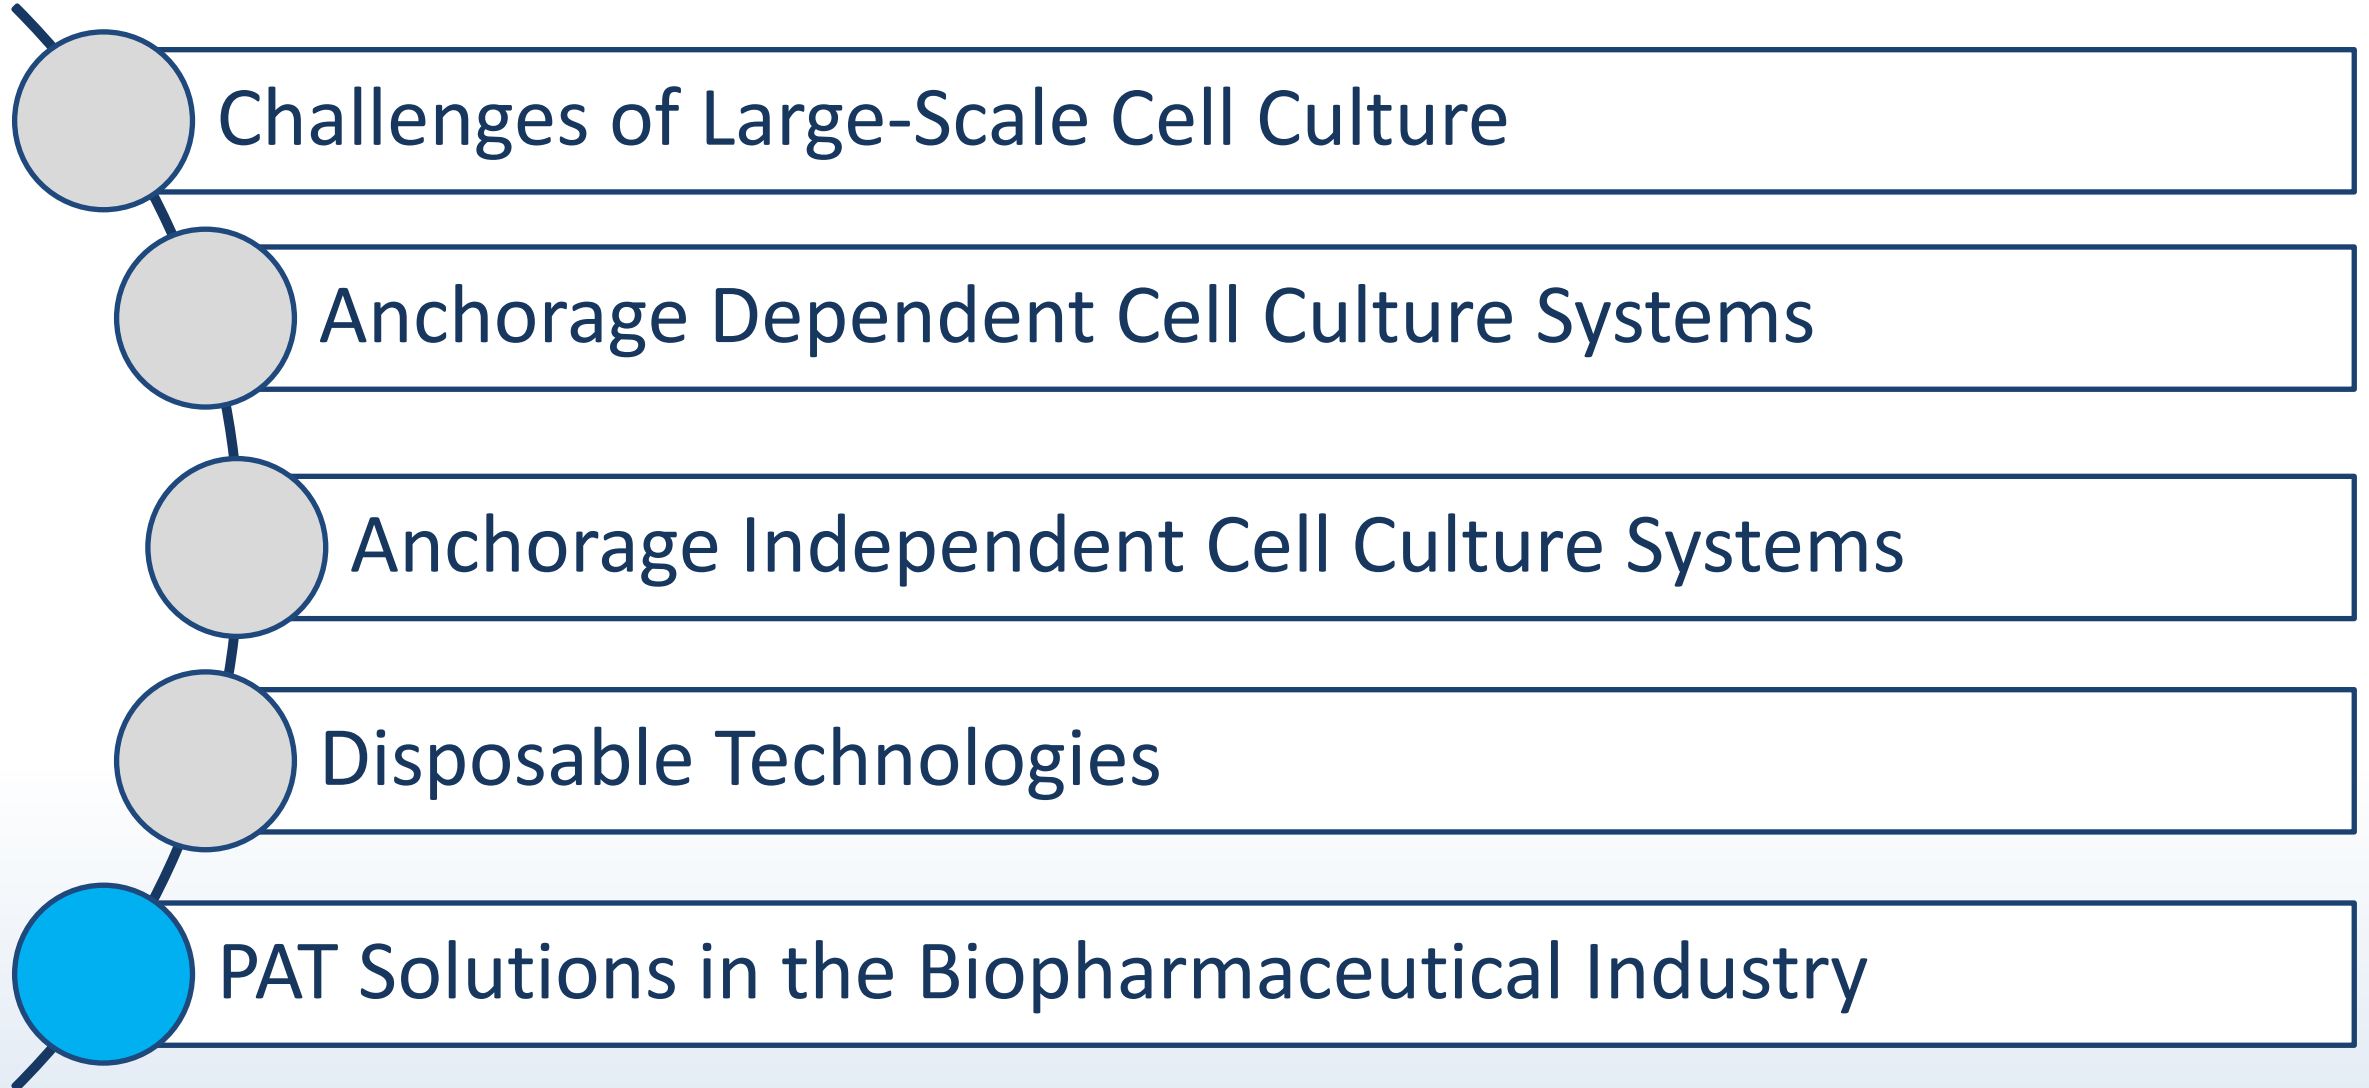 Challenges of Large-Scale Cell Culture
Anchorage Dependent Cell Culture Systems
Anchorage Independent Cell Culture Systems
Disposable Technologies
PAT Solutions in the Biopharmaceutical Industry